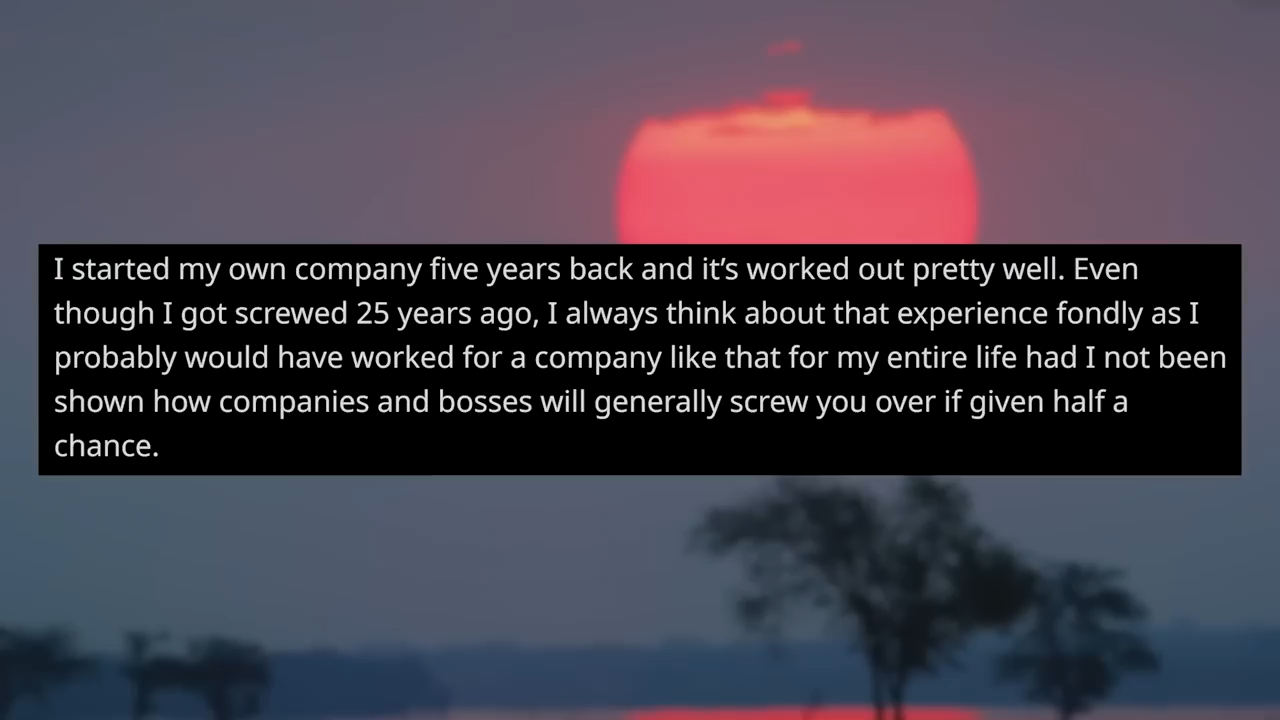 I started my own company five years back and it’s worked out pretty well. Even
though I got screwed 25 years ago, I always think about that experience fondly as I
probably would have worked for a company like that for my entire life had I not been
shown how companies and bosses will generally screw you over if given half a
chance.